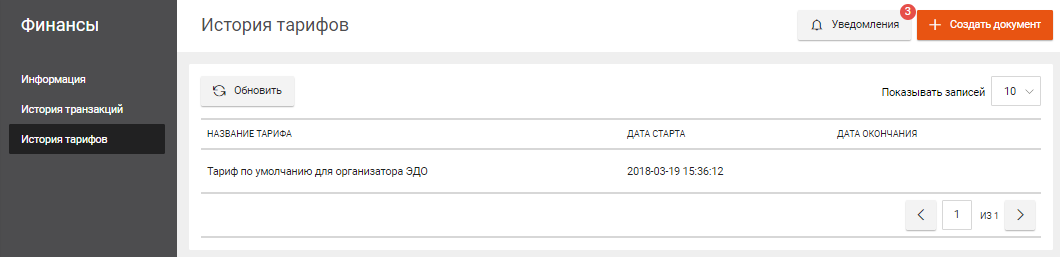 Финансы
Информация
История транзакций
История тарифов
История тарифов
Уведомления
3
Создать документ
Обновить
Показывать записей
10
НАЗВАНИЕ ТАРИФА ДАТА СТАРТА ДАТА ОКОНЧАНИЯ
Тариф по умолчанию для организатора ЭДО 2018-03-19 15:36:12
1 ИЗ 1